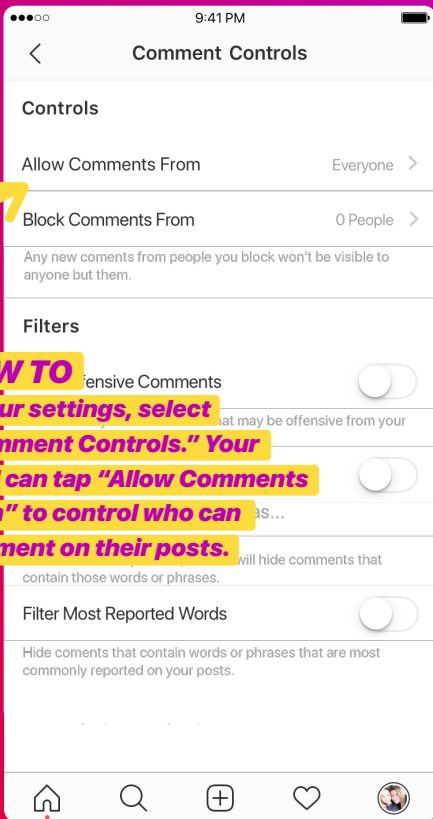 9:41 PM
Comment Controls
Controls
Allow Comments From Everyone
Block Comments From 0 People
Any new coments from people you block won't be visible to
anyone but them.
Filters
W TO
fensive Comments
ur settings, select
hat may be offensive from your
mment Controls.” Your
can tap “Allow Comments
” to control who can
as...
ment on their posts.
will hide comments that
contain those words or phrases.
Filter Most Reported Words
Hide coments that contain words or phrases that are most
commonly reported on your posts.